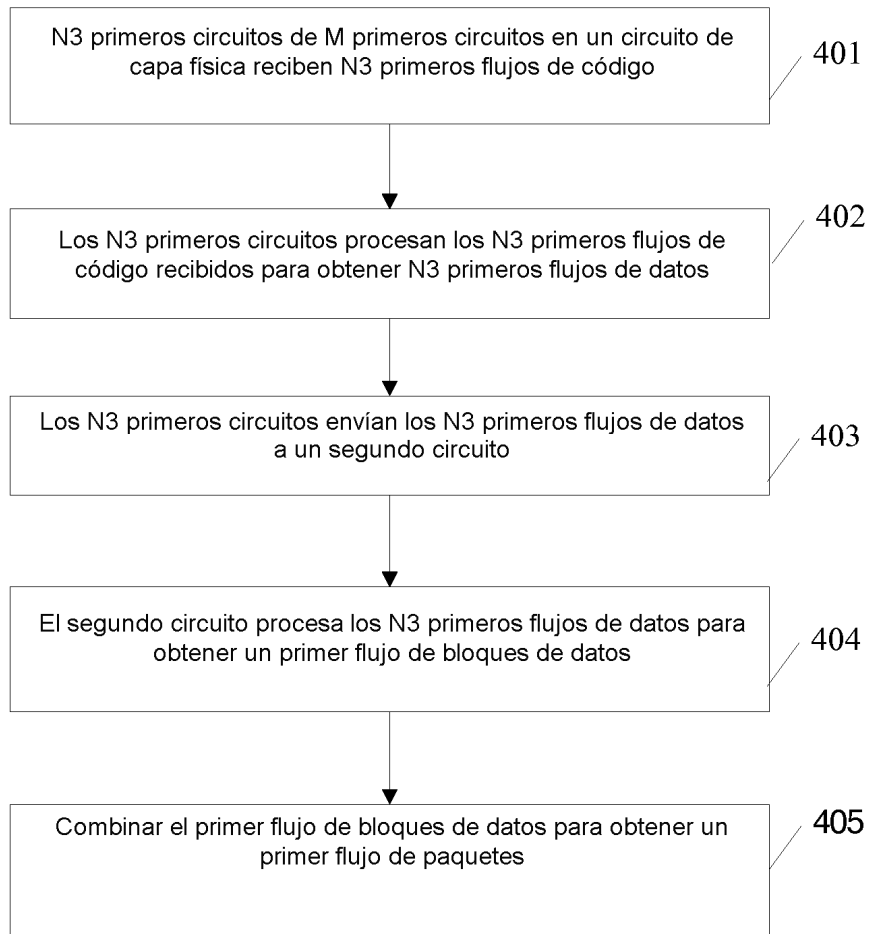 N3 primeros circuitos de M primeros circuitos en un circuito de
capa física reciben N3 primeros flujos de código
401
Los N3 primeros circuitos procesan los N3 primeros flujos de
código recibidos para obtener N3 primeros flujos de datos
402
Los N3 primeros circuitos envían los N3 primeros flujos de datos
a un segundo circuito
403
El segundo circuito procesa los N3 primeros flujos de datos para
obtener un primer flujo de bloques de datos
404
Combinar el primer flujo de bloques de datos para obtener un
primer flujo de paquetes
405